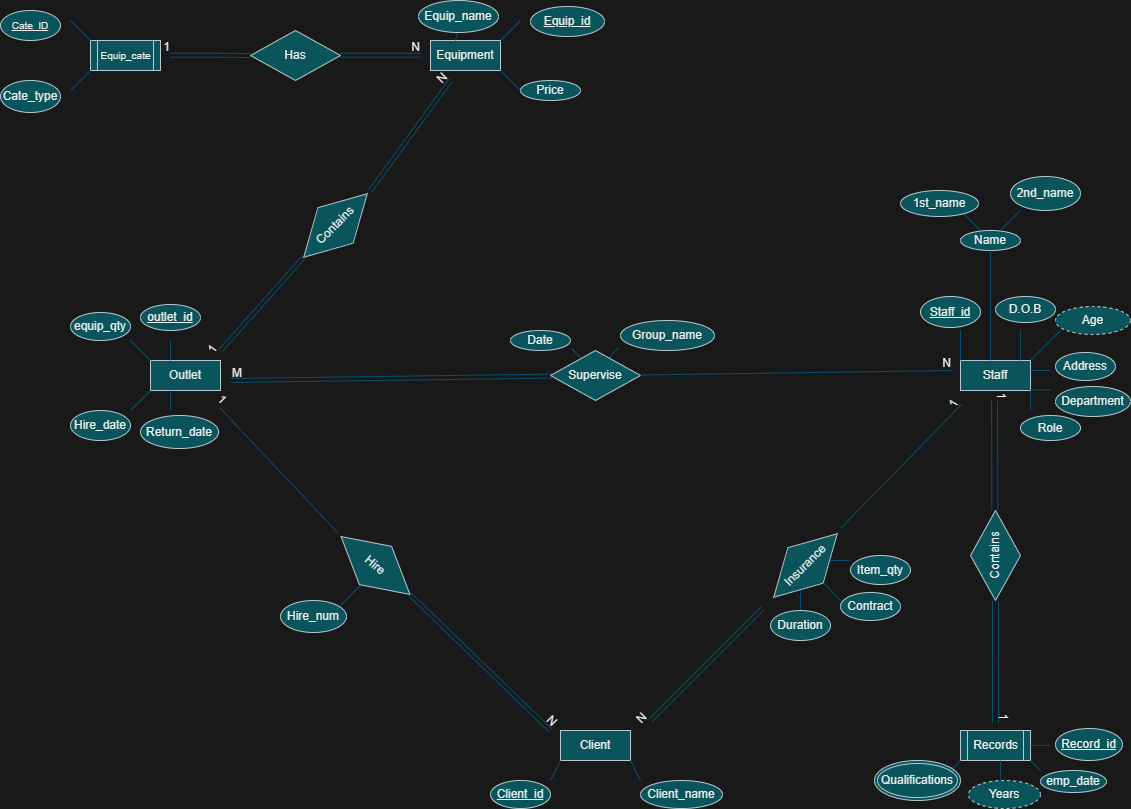 Equip_name
Cate_ID
Equip_id
1
N
Equip_cate
Has
Equipment
N
Cate_type
Price
2nd_name
1st_name
Contains
Name
outlet_id
Staff_id
D.O.B
equip_qty
Age
Date
Group_name
1
M
N
Outlet
Supervise
Staff
Address
1
1
1
Department
Hire_date
Return_date
Role
Contains
Hire
Insurance
Item_qty
Contract
Hire_num
Duration
N
N
1
Client
Records
Record_id
Qualifications
emp_date
Client_id
Client_name
Years